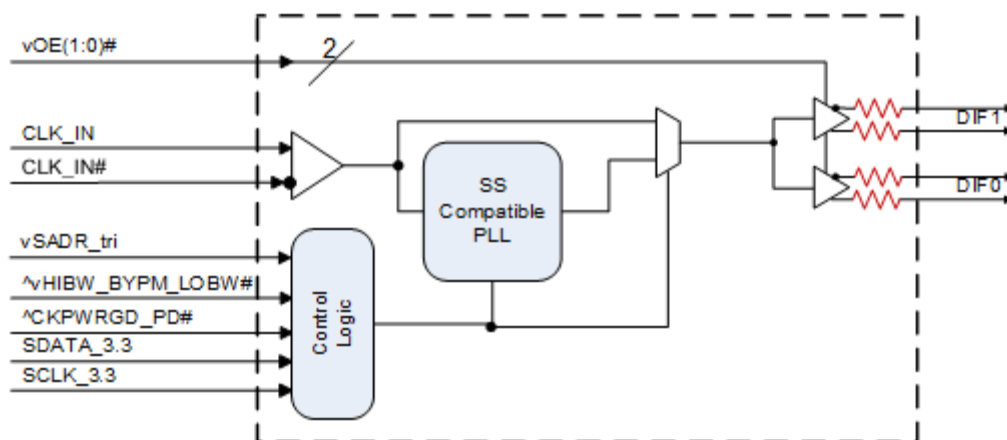 vOE(1:0)#
2
CLK_IN
CLK_IN#
SS
Compatible
PLL
DIF1
DIF0
vSADR_tri
^vHIBW_BYPM_LOBW#
^CKPWRGD_PD#
SDATA_3.3
SCLK_3.3
Control
Logic